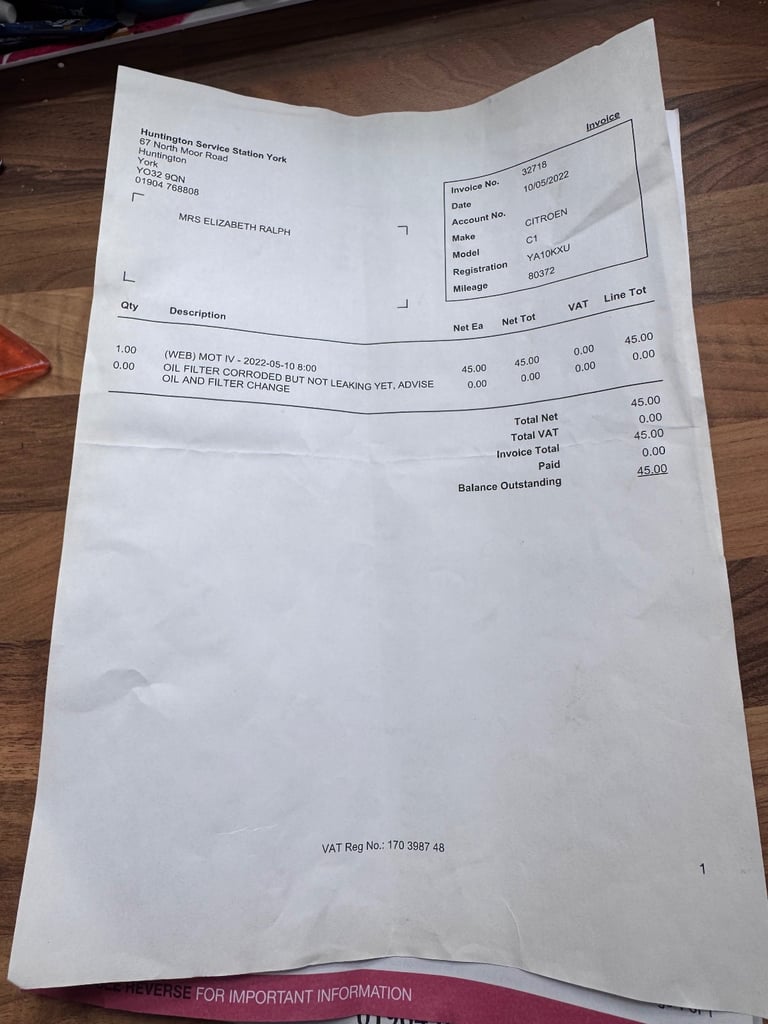 Huntington Service Station York
67 North Moor Road
Huntington
York
YO32 9QN
01904 768808
MRS ELIZABETH RALPH
Invoice
Invoice No. 32718
Date 10/05/2022
Account No.
Make CITROEN
Model C1
Registration YA10KXU
Mileage 80372
Qty Description Net Ea Net Tot VAT Line Tot
1.00 (WEB) MOT IV - 2022-05-10 8:00 45.00 45.00 0.00 45.00
0.00 OIL FILTER CORRODED BUT NOT LEAKING YET, ADVISE 0.00 0.00 0.00 0.00
OIL AND FILTER CHANGE
Total Net 45.00
Total VAT 0.00
Invoice Total 45.00
Paid 0.00
Balance Outstanding 45.00
VAT Reg No.: 170 3987 48
1
REVERSE FOR IMPORTANT INFORMATION